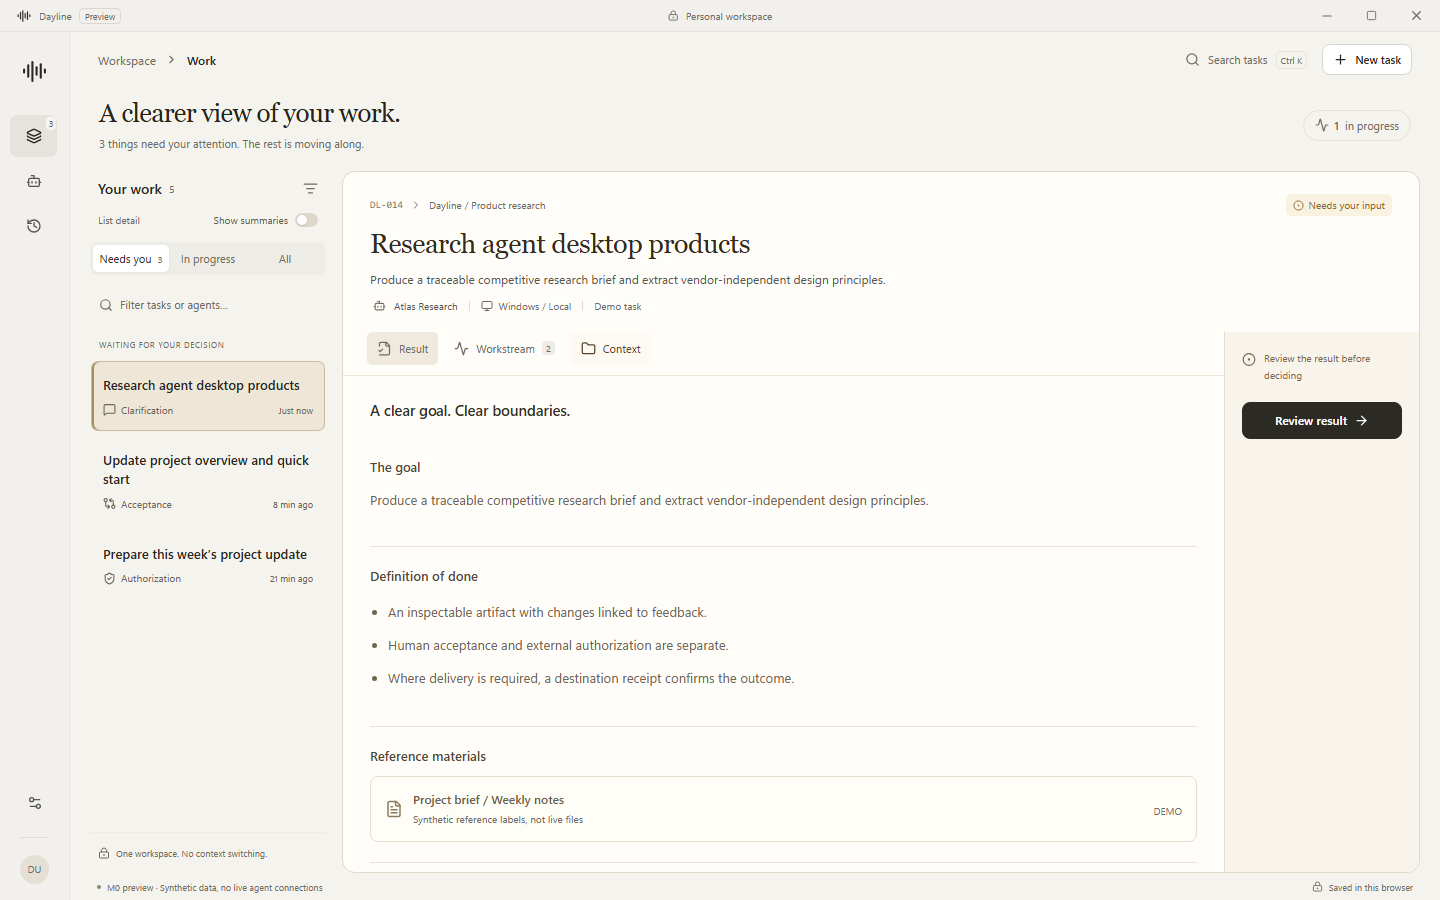 Dayline Preview
Personal workspace
Workspace > Work
Search tasks Ctrl K
New task
A clearer view of your work.
3 things need your attention. The rest is moving along.
1 in progress
3
Your work 5
List detail
Show summaries
Needs you 3
In progress
All
Filter tasks or agents...
WAITING FOR YOUR DECISION
Research agent desktop products
Clarification
Just now
Update project overview and quick
start
Acceptance
8 min ago
Prepare this week's project update
Authorization
21 min ago
One workspace. No context switching.
DU
M0 preview · Synthetic data, no live agent connections
DL-014 > Dayline / Product research
Needs your input
Research agent desktop products
Produce a traceable competitive research brief and extract vendor-independent design principles.
Atlas Research
Windows / Local
Demo task
Result
Workstream 2
Context
A clear goal. Clear boundaries.
The goal
Produce a traceable competitive research brief and extract vendor-independent design principles.
Definition of done
• An inspectable artifact with changes linked to feedback.
• Human acceptance and external authorization are separate.
• Where delivery is required, a destination receipt confirms the outcome.
Reference materials
Project brief / Weekly notes
Synthetic reference labels, not live files
DEMO
Review the result before
deciding
Review result →
Saved in this browser